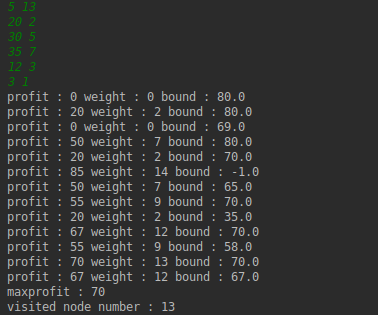 5 13
20 2
30 5
35 7
12 3
3 1
profit : 0 weight : 0 bound : 80.0
profit : 20 weight : 2 bound : 80.0
profit : 0 weight : 0 bound : 69.0
profit : 50 weight : 7 bound : 80.0
profit : 20 weight : 2 bound : 70.0
profit : 85 weight : 14 bound : -1.0
profit : 50 weight : 7 bound : 65.0
profit : 55 weight : 9 bound : 70.0
profit : 20 weight : 2 bound : 35.0
profit : 67 weight : 12 bound : 70.0
profit : 55 weight : 9 bound : 58.0
profit : 70 weight : 13 bound : 70.0
profit : 67 weight : 12 bound : 67.0
maxprofit : 70
visited node number : 13